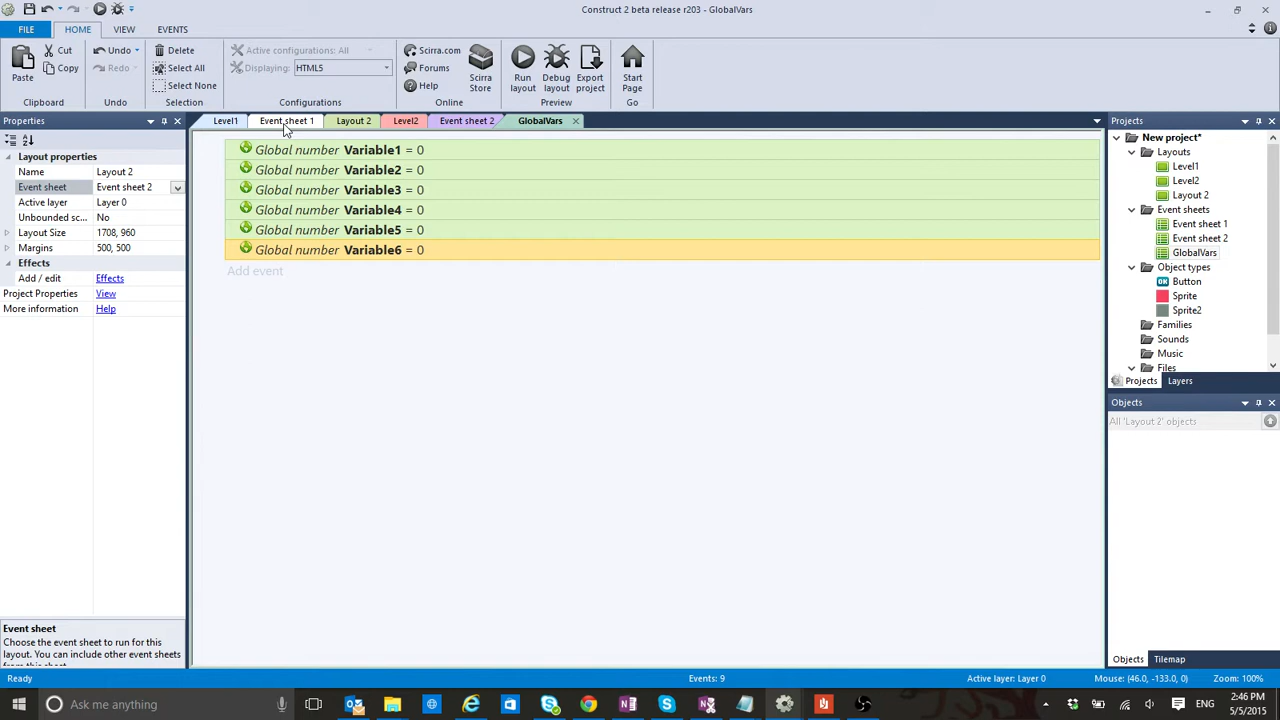 Construct 2 beta release r203 - GlobalVars
FILE HOME VIEW EVENTS
Paste
Cut
Copy
Clipboard
Undo
Redo
Undo
Delete
Select All
Select None
Selection
Active configurations: All
Displaying: HTML5
Configurations
Scirra.com
Forums
Help
Scirra Store
Online
Run layout
Debug layout
Export project
Preview
Start Page
Go
Properties
Level1 Event sheet 1 Layout 2 Level2 Event sheet 2 GlobalVars
Layout properties
Name Layout 2
Event sheet Event sheet 2
Active layer Layer 0
Unbounded sc... No
Layout Size 1708, 960
Margins 500, 500
Effects
Add / edit Effects
Project Properties View
More information Help
Event sheet
Choose the event sheet to run for this
layout. You can include other event sheets
from this sheet.
Global number Variable1 = 0
Global number Variable2 = 0
Global number Variable3 = 0
Global number Variable4 = 0
Global number Variable5 = 0
Global number Variable6 = 0
Add event
Projects
New project*
Layouts
Level1
Level2
Layout 2
Event sheets
Event sheet 1
Event sheet 2
GlobalVars
Object types
OK Button
Sprite
Sprite2
Families
Sounds
Music
Files
Projects Layers
Objects
All 'Layout 2' objects
Objects Tilemap
Ready Events: 9 Active layer: Layer 0 Mouse: (46.0, -133.0, 0) Zoom: 100%
Ask me anything
ENG
2:46 PM
5/5/2015